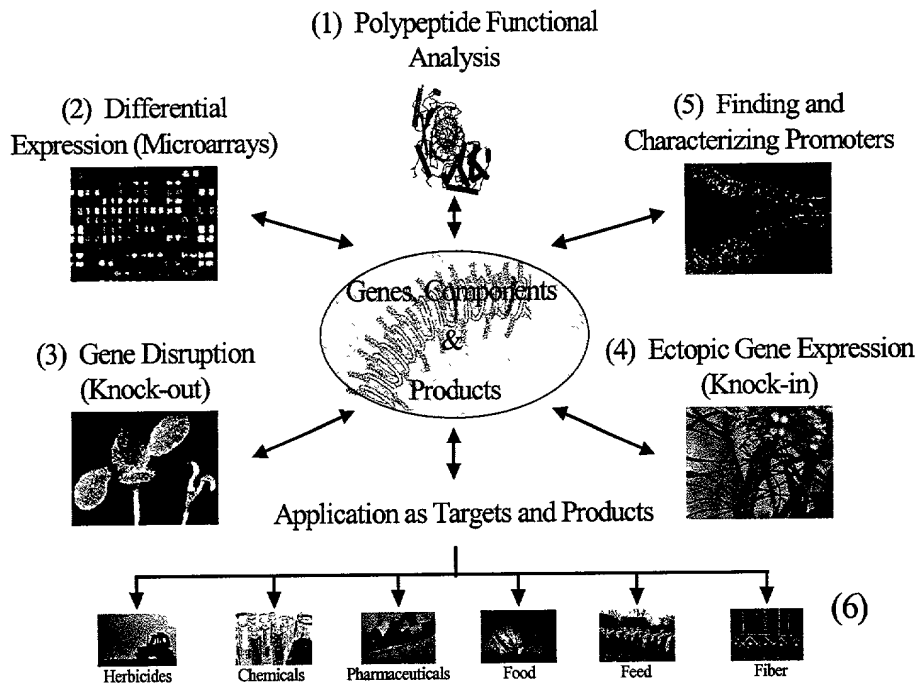 (1) Polypeptide Functional
Analysis
(2) Differential
Expression (Microarrays)
(5) Finding and
Characterizing Promoters
Genes, Components
&
Products
(3) Gene Disruption
(Knock-out)
(4) Ectopic Gene Expression
(Knock-in)
Application as Targets and Products
(6)
Herbicides
Chemicals
Pharmaceuticals
Food
Feed
Fiber